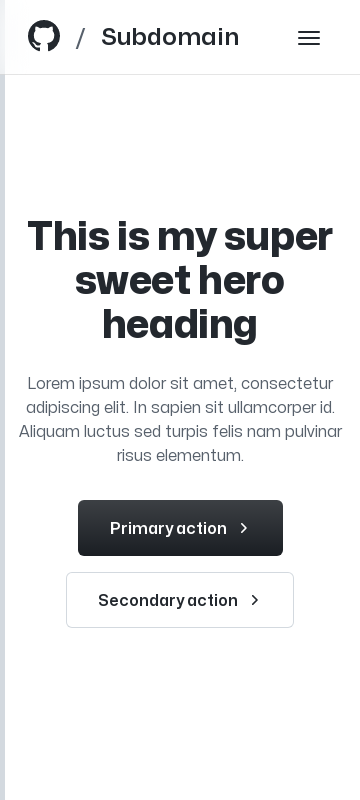 / Subdomain
This is my super
sweet hero
heading
Lorem ipsum dolor sit amet, consectetur
adipiscing elit. In sapien sit ullamcorper id.
Aliquam luctus sed turpis felis nam pulvinar
risus elementum.
Primary action
Secondary action